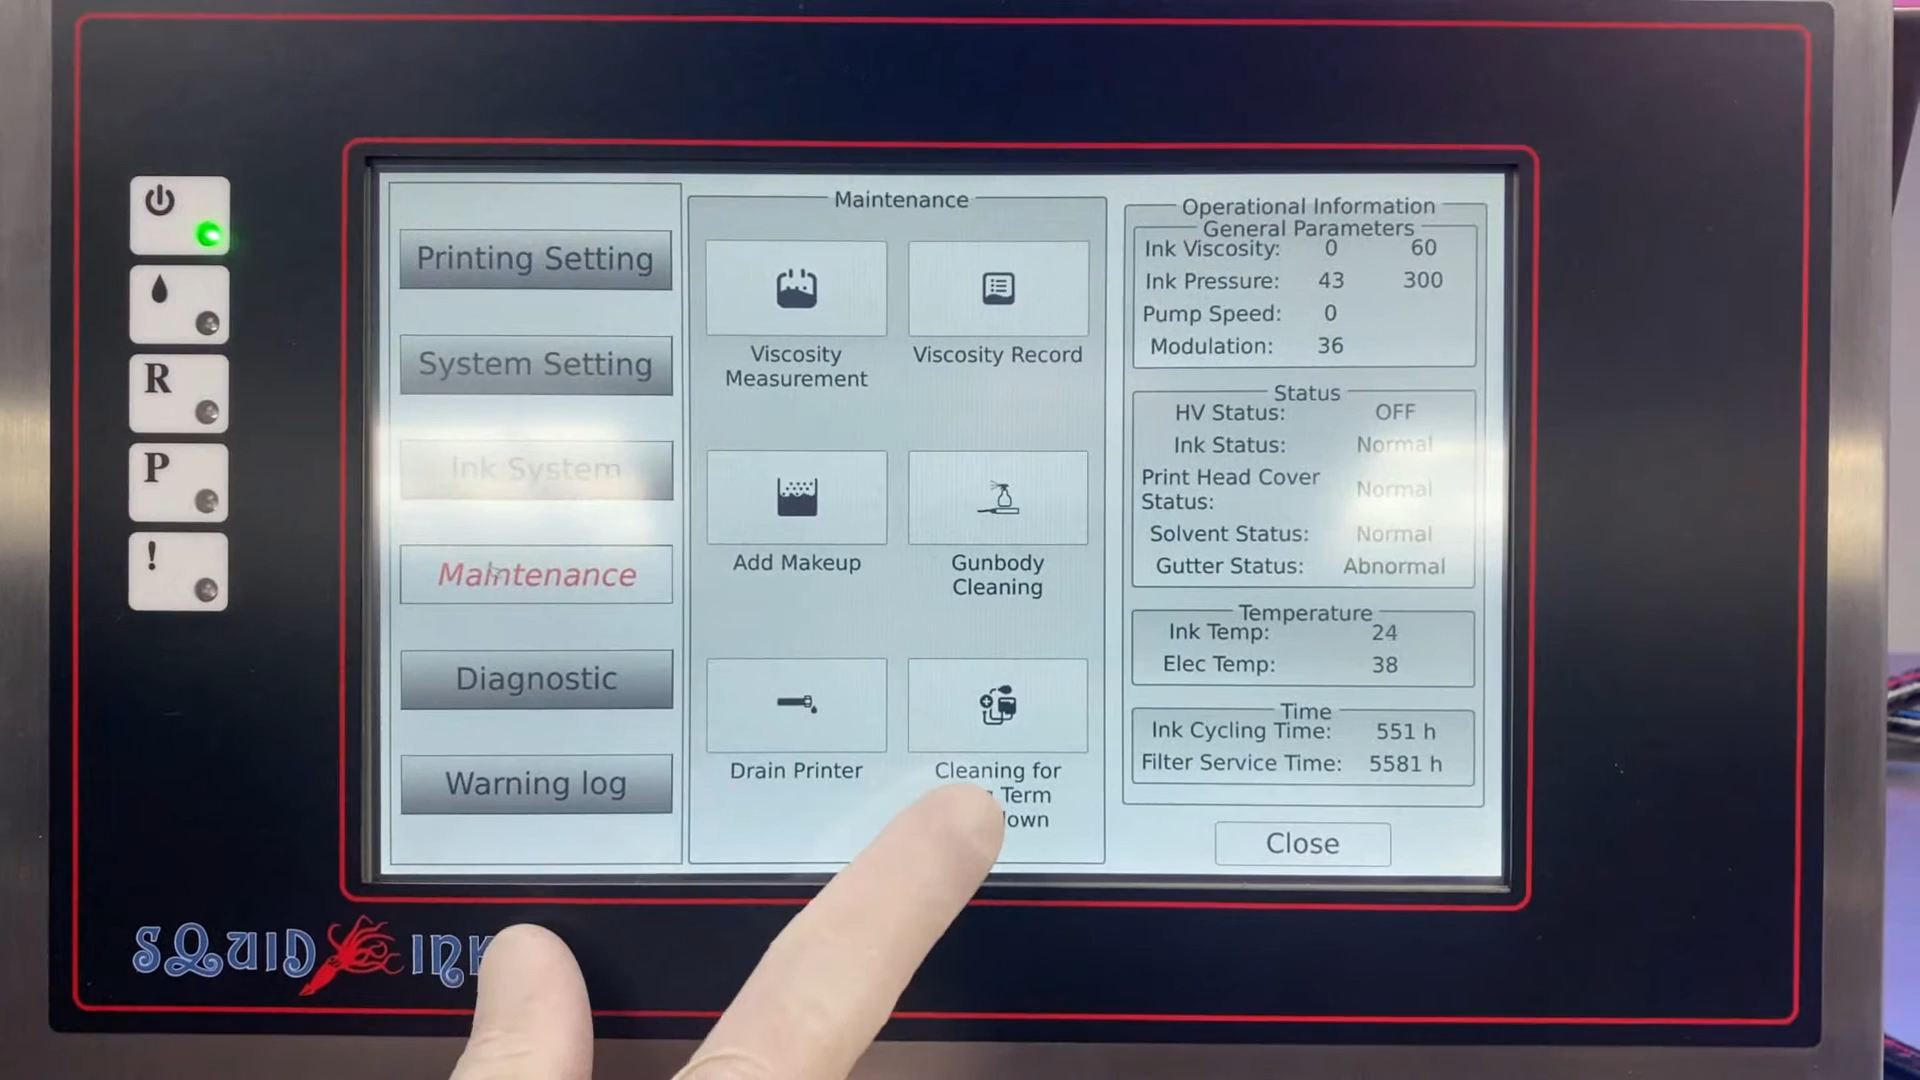 R
P
!
SQUID INK
Printing Setting
System Setting
Ink System
Maintenance
Diagnostic
Warning log
Maintenance
Viscosity
Measurement
Viscosity Record
Add Makeup
Gunbody
Cleaning
Drain Printer
Cleaning for
Term
Operational Information
General Parameters
Ink Viscosity: 0 60
Ink Pressure: 43 300
Pump Speed: 0
Modulation: 36
Status
HV Status: OFF
Ink Status: Normal
Print Head Cover
Status: Normal
Solvent Status: Normal
Gutter Status: Abnormal
Temperature
Ink Temp: 24
Elec Temp: 38
Time
Ink Cycling Time: 551 h
Filter Service Time: 5581 h
Close